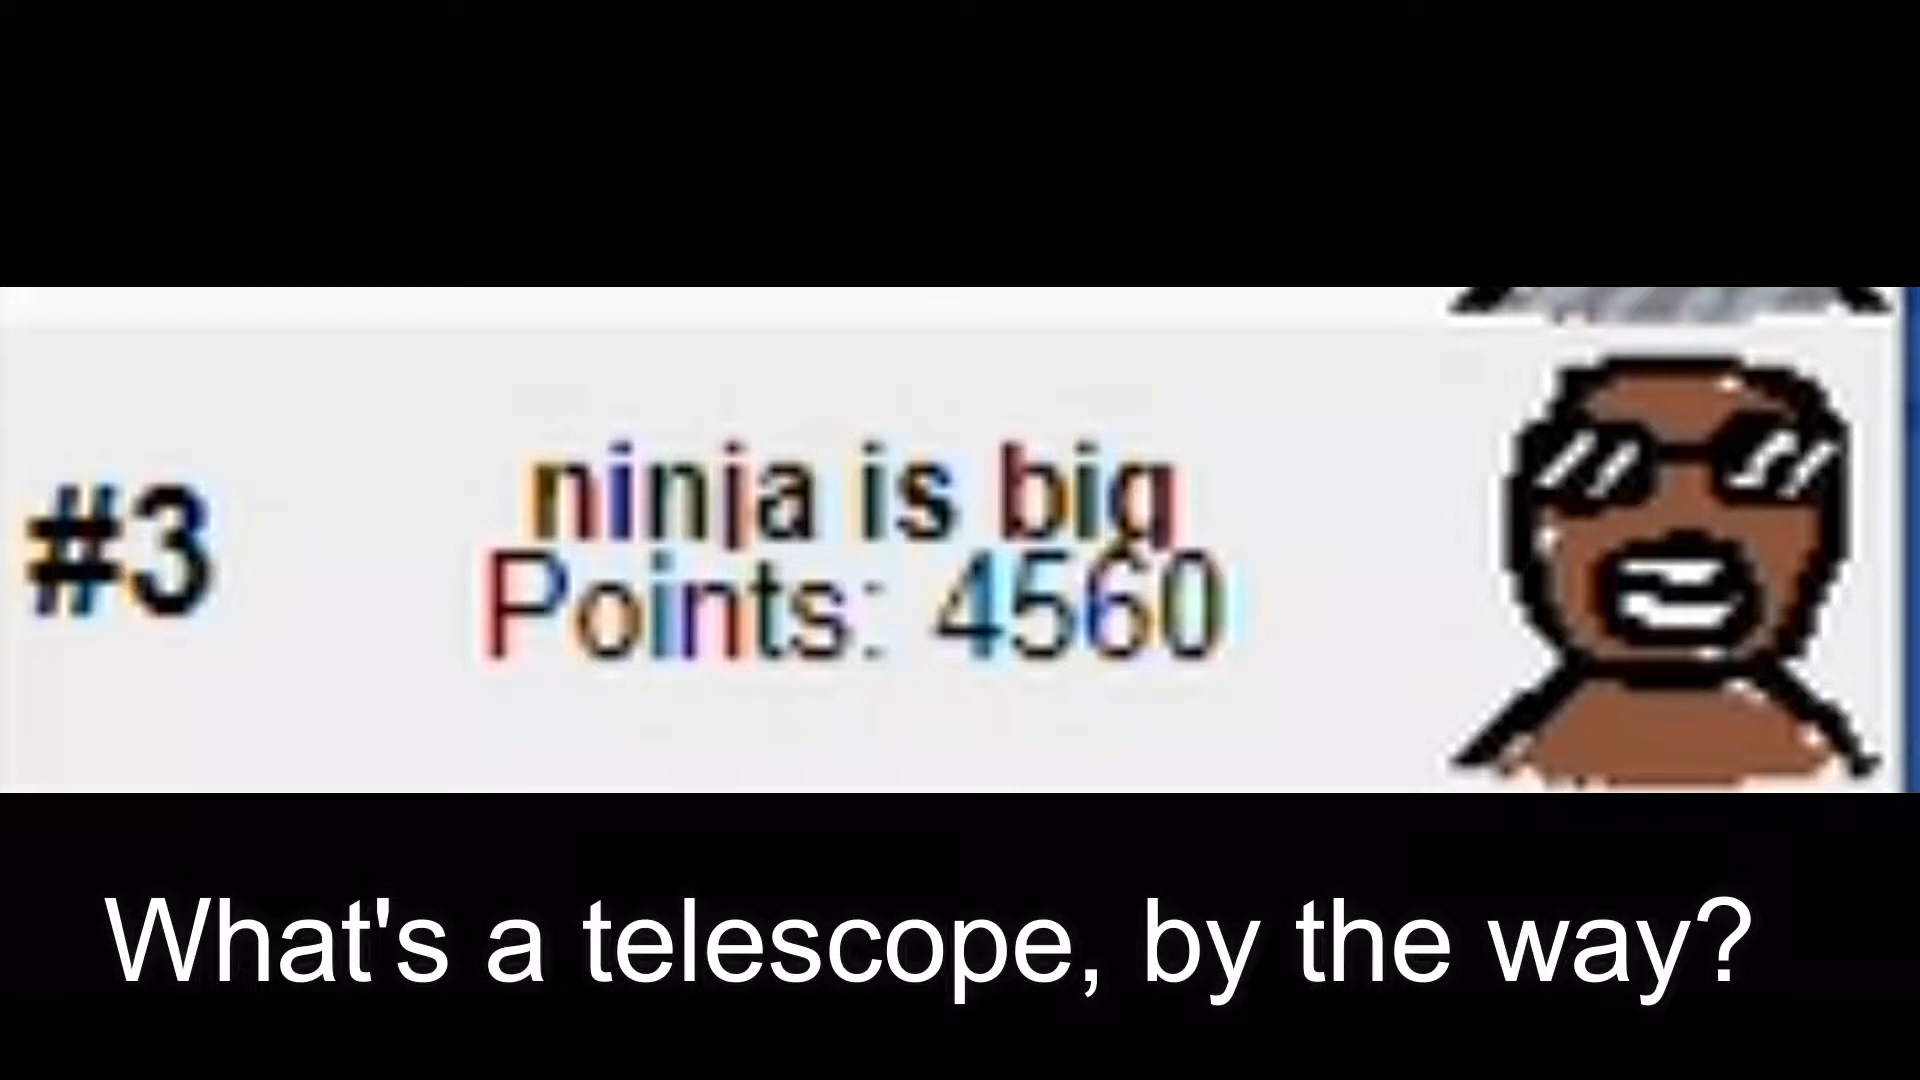 #3
ninja is big
Points: 4560
What's a telescope, by the way?